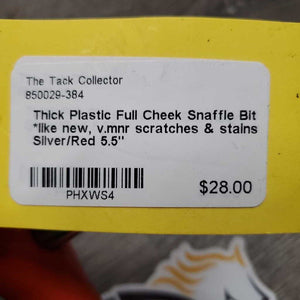 The Tack Collector
850029-384
Thick Plastic Full Cheek Snaffle Bit
*like new, v.mnr scratches & stains
Silver/Red 5.5"
$28.00
PHXWS4